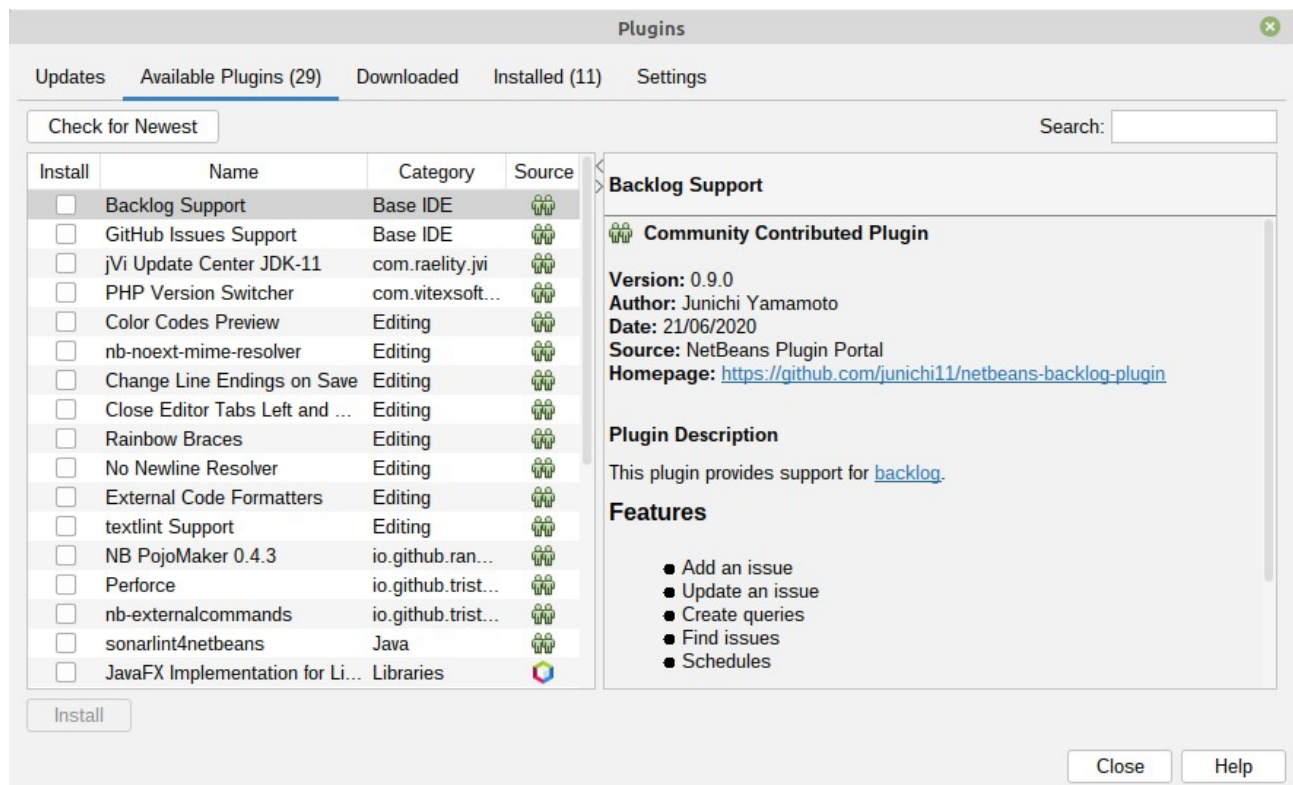 Plugins
Updates Available Plugins (29) Downloaded Installed (11) Settings
Check for Newest Search:
Install Name Category Source
Backlog Support Base IDE
GitHub Issues Support Base IDE
jVi Update Center JDK-11 com.raelity.jvi
PHP Version Switcher com.vitexsoft...
Color Codes Preview Editing
nb-noext-mime-resolver Editing
Change Line Endings on Save Editing
Close Editor Tabs Left and ... Editing
Rainbow Braces Editing
No Newline Resolver Editing
External Code Formatters Editing
textlint Support Editing
NB PojoMaker 0.4.3 io.github.ran...
Perforce io.github.trist...
nb-externalcommands io.github.trist...
sonarlint4netbeans Java
JavaFX Implementation for Li... Libraries
Backlog Support
Community Contributed Plugin
Version: 0.9.0
Author: Junichi Yamamoto
Date: 21/06/2020
Source: NetBeans Plugin Portal
Homepage: https://github.com/junichi11/netbeans-backlog-plugin
Plugin Description
This plugin provides support for backlog.
Features
Add an issue
Update an issue
Create queries
Find issues
Schedules
Install
Close Help